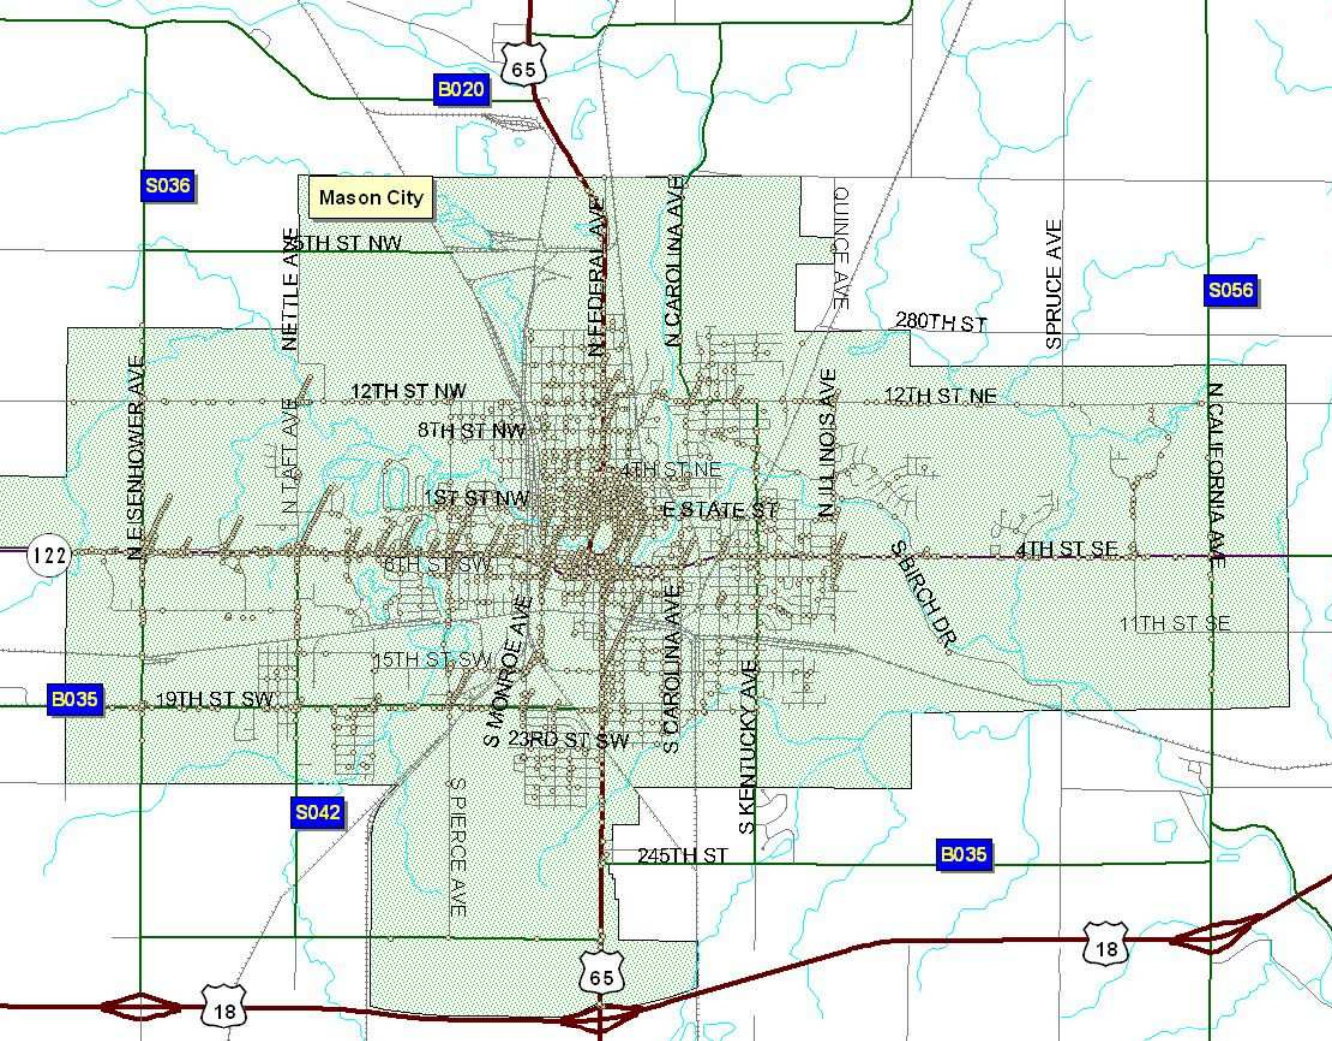 65
B020
S036
Mason City
QUINCE AVE
N CAROLINA AVE
N FEDERAL AVE
NETTLE AVE
5TH ST NW
SPRUCE AVE
S056
280TH ST
N EISENHOWER AVE
12TH ST NW
12TH ST NE
N ILLINOIS AVE
N CALIFORNIA AVE
N TAFT AVE
8TH ST NW
4TH ST NE
1ST ST NW
E STATE ST
122
4TH ST SE
6TH ST SW
S BIRCH DR
11TH ST SE
S MONROE AVE
S CAROLINA AVE
15TH ST SW
B035
19TH ST SW
S KENTUCKY AVE
23RD ST SW
S042
S PIERCE AVE
245TH ST
B035
18
65
18